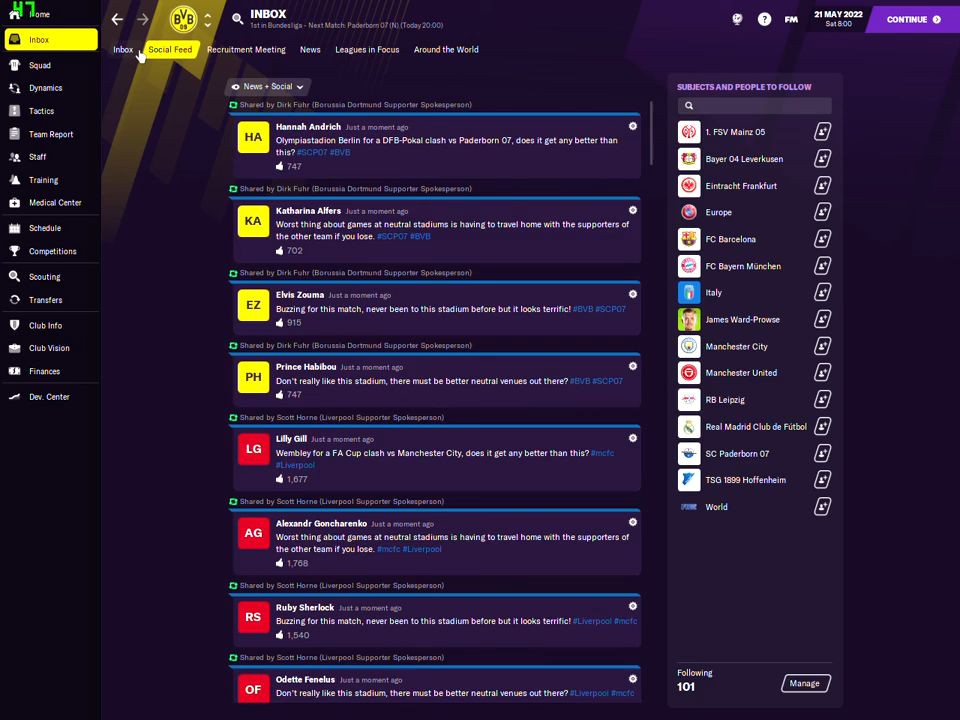 47
Home
Inbox
Squad
Dynamics
Tactics
Team Report
Staff
Training
Medical Center
Schedule
Competitions
Scouting
Transfers
Club Info
Club Vision
Finances
Dev. Center
BVB
09
INBOX
1st in Bundesliga - Next Match: Paderborn 07 (N) (Today 20:00)
?
FM
21 MAY 2022
Sat 8:00
CONTINUE
Inbox
Social Feed
Recruitment Meeting
News
Leagues in Focus
Around the World
News + Social
Shared by Dirk Fuhr (Borussia Dortmund Supporter Spokesperson)
HA
Hannah Andrich Just a moment ago
Olympiastadion Berlin for a DFB-Pokal clash vs Paderborn 07, does it get any better than
this? #SCP07 #BVB
747
Shared by Dirk Fuhr (Borussia Dortmund Supporter Spokesperson)
KA
Katharina Alfers Just a moment ago
Worst thing about games at neutral stadiums is having to travel home with the supporters of
the other team if you lose. #SCP07 #BVB
702
Shared by Dirk Fuhr (Borussia Dortmund Supporter Spokesperson)
EZ
Elvis Zouma Just a moment ago
Buzzing for this match, never been to this stadium before but it looks terrific! #BVB #SCP07
915
Shared by Dirk Fuhr (Borussia Dortmund Supporter Spokesperson)
PH
Prince Habibou Just a moment ago
Don't really like this stadium, there must be better neutral venues out there? #BVB #SCP07
747
Shared by Scott Horne (Liverpool Supporter Spokesperson)
LG
Lilly Gill Just a moment ago
Wembley for a FA Cup clash vs Manchester City, does it get any better than this? #mcfc
#Liverpool
1,677
Shared by Scott Horne (Liverpool Supporter Spokesperson)
AG
Alexandr Goncharenko Just a moment ago
Worst thing about games at neutral stadiums is having to travel home with the supporters of
the other team if you lose. #mcfc #Liverpool
1,768
Shared by Scott Horne (Liverpool Supporter Spokesperson)
RS
Ruby Sherlock Just a moment ago
Buzzing for this match, never been to this stadium before but it looks terrific! #Liverpool #mcfc
1,540
Shared by Scott Horne (Liverpool Supporter Spokesperson)
OF
Odette Fenelus Just a moment ago
Don't really like this stadium, there must be better neutral venues out there? #Liverpool #mcfc
SUBJECTS AND PEOPLE TO FOLLOW
1. FSV Mainz 05
Bayer 04 Leverkusen
Eintracht Frankfurt
Europe
FC Barcelona
FC Bayern München
Italy
James Ward-Prowse
Manchester City
Manchester United
RB Leipzig
Real Madrid Club de Fútbol
SC Paderborn 07
TSG 1899 Hoffenheim
World
Following
101
Manage